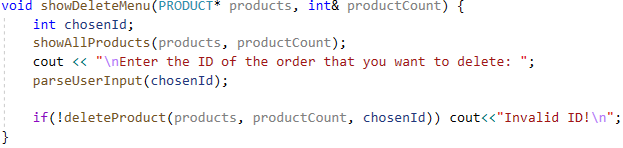 void showDeleteMenu(PRODUCT* products, int& productCount) {
    int chosenId;
    showAllProducts(products, productCount);
    cout << "\nEnter the ID of the order that you want to delete: ";
    parseUserInput(chosenId);

    if(!deleteProduct(products, productCount, chosenId)) cout<<"Invalid ID!\n";
}